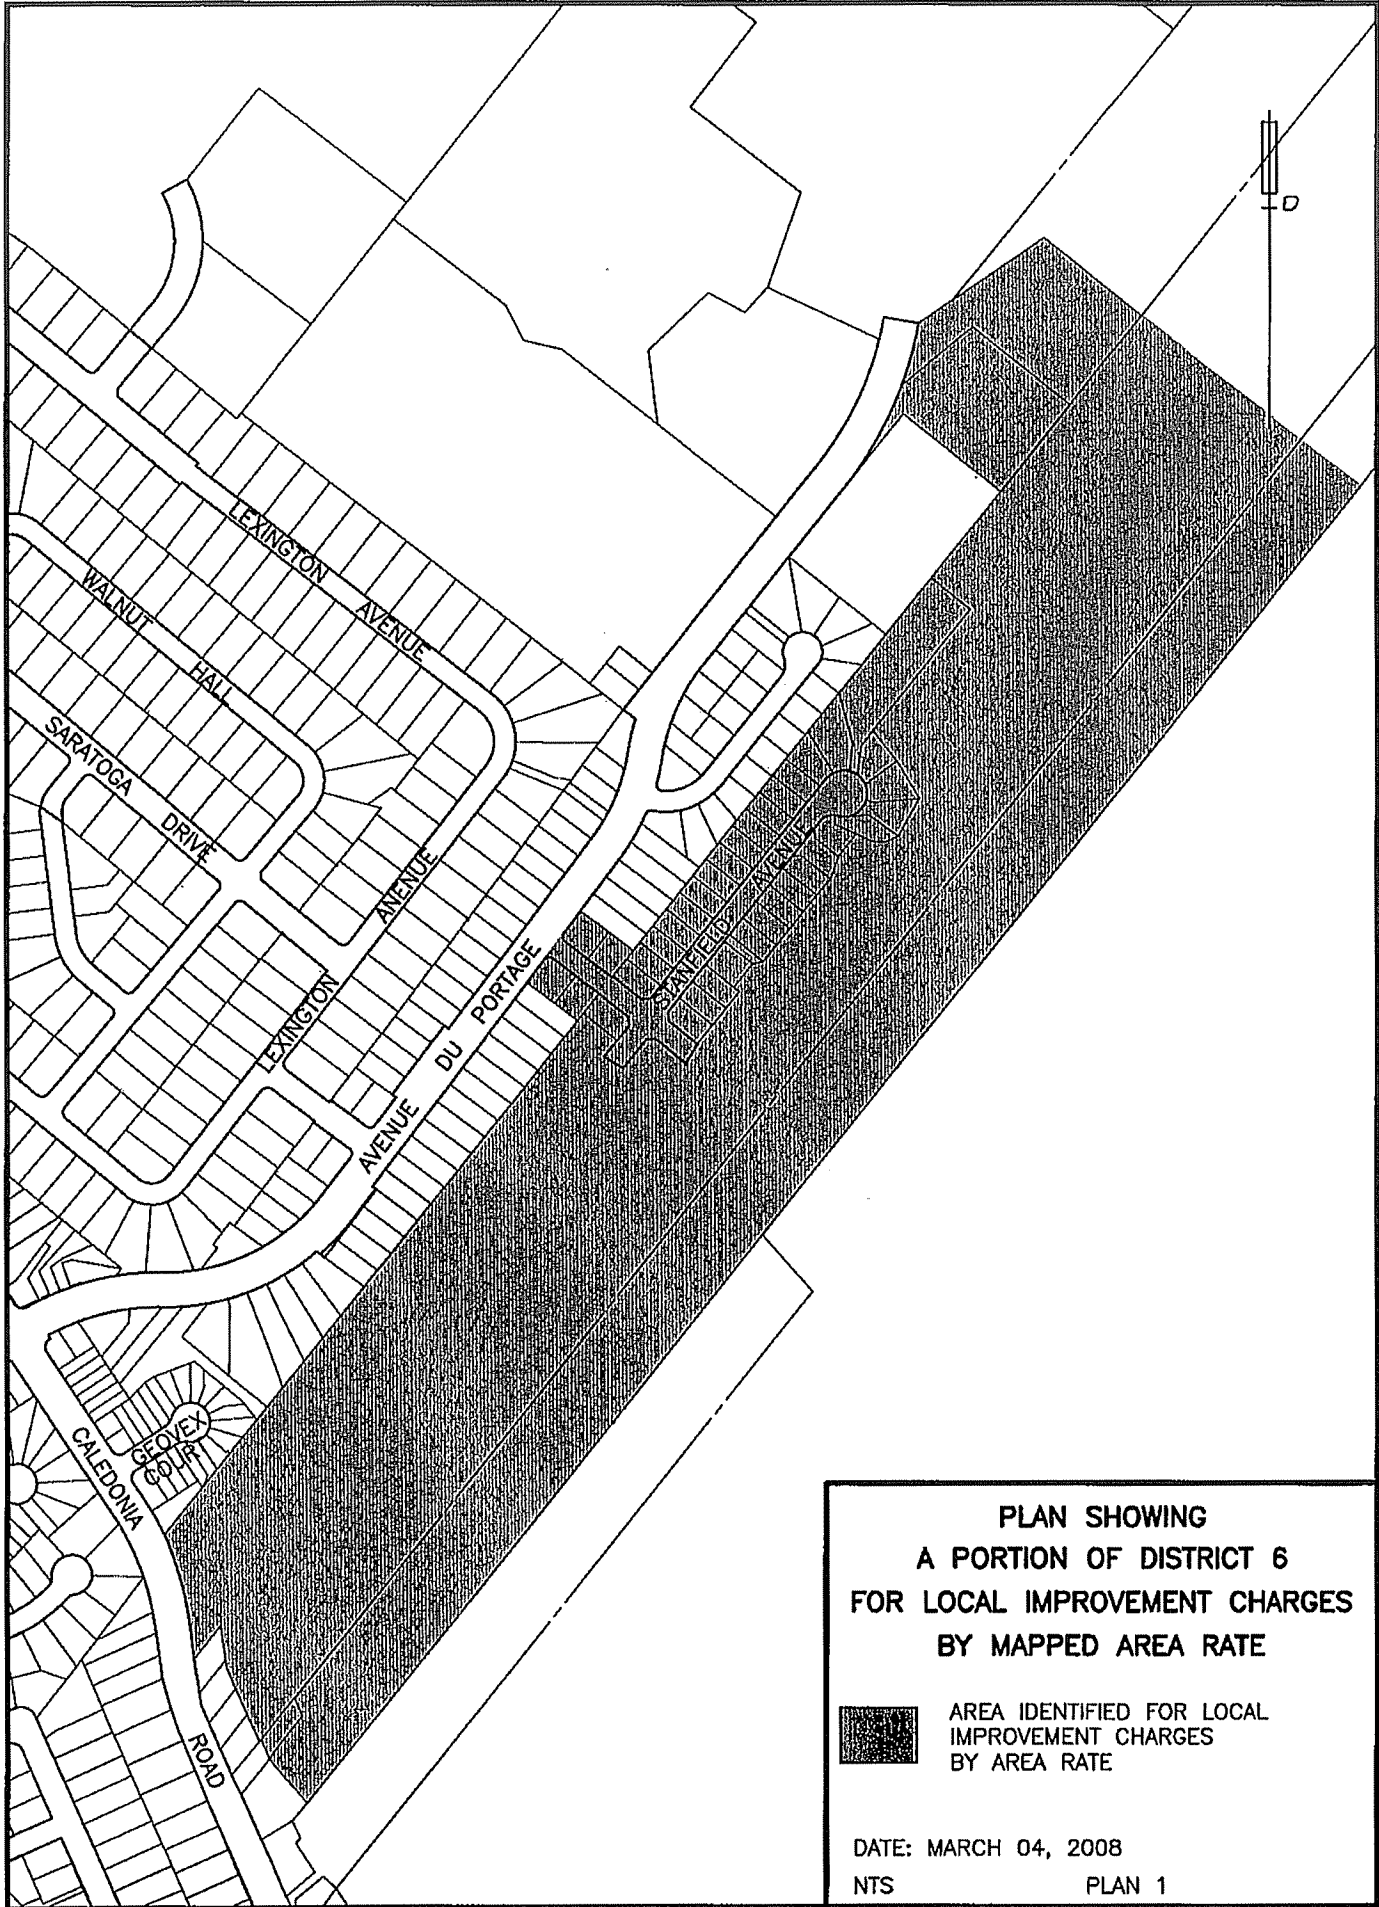 LEXINGTON AVENUE
WALNUT HALL
SARATOGA DRIVE
ANENUE
LEXINGTON
AVENUE DU PORTAGE
STANFIELD AVENU
GEOVEX
COUR
CALEDONIA ROAD
PLAN SHOWING
A PORTION OF DISTRICT 6
FOR LOCAL IMPROVEMENT CHARGES
BY MAPPED AREA RATE
AREA IDENTIFIED FOR LOCAL
IMPROVEMENT CHARGES
BY AREA RATE
DATE: MARCH 04, 2008
NTS PLAN 1